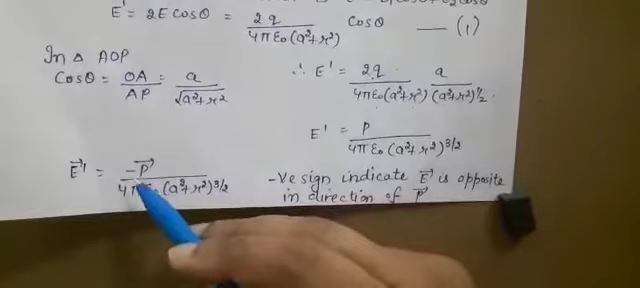 E' = 2E cosθ = 2q / 4πε₀(a²+r²) cosθ —— (1)
In △ AOP
Cosθ = OA / AP = a / √a²+r²
∴ E' = 2q / 4πε₀(a²+r²) a / (a²+r²)^1/2
E' = P / 4πε₀(a²+r²)^3/2
E⃗' = -P⃗ / 4πε₀(a²+r²)^3/2
-Ve sign indicate E⃗' is opposite
in direction of P⃗